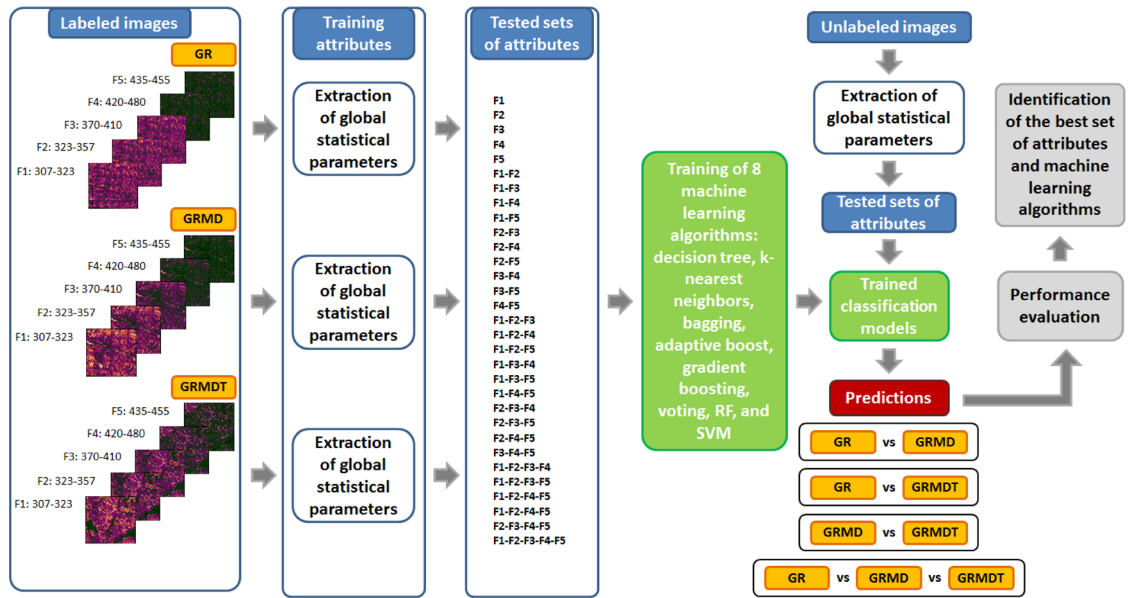 Labeled images
GR
F5: 435-455
F4: 420-480
F3: 370-410
F2: 323-357
F1: 307-323
GRMD
F5: 435-455
F4: 420-480
F3: 370-410
F2: 323-357
F1: 307-323
GRMDT
F5: 435-455
F4: 420-480
F3: 370-410
F2: 323-357
F1: 307-323
Training
attributes
Extraction
of global
statistical
parameters
Extraction
of global
statistical
parameters
Extraction
of global
statistical
parameters
Tested sets
of attributes
F1
F2
F3
F4
F5
F1-F2
F1-F3
F1-F4
F1-F5
F2-F3
F2-F4
F2-F5
F3-F4
F3-F5
F4-F5
F1-F2-F3
F1-F2-F4
F1-F2-F5
F1-F3-F4
F1-F3-F5
F1-F4-F5
F2-F3-F4
F2-F3-F5
F2-F4-F5
F3-F4-F5
F1-F2-F3-F4
F1-F2-F3-F5
F1-F2-F4-F5
F1-F2-F4-F5
F2-F3-F4-F5
F1-F2-F3-F4-F5
Training of 8
machine
learning
algorithms:
decision tree, k-
nearest
neighbors,
bagging,
adaptive boost,
gradient
boosting,
voting, RF, and
SVM
Unlabeled images
Extraction of
global statistical
parameters
Tested sets of
attributes
Trained
classification
models
Predictions
GR vs GRMD
GR vs GRMDT
GRMD vs GRMDT
GR vs GRMD vs GRMDT
Performance
evaluation
Identification
of the best set
of attributes
and machine
learning
algorithms